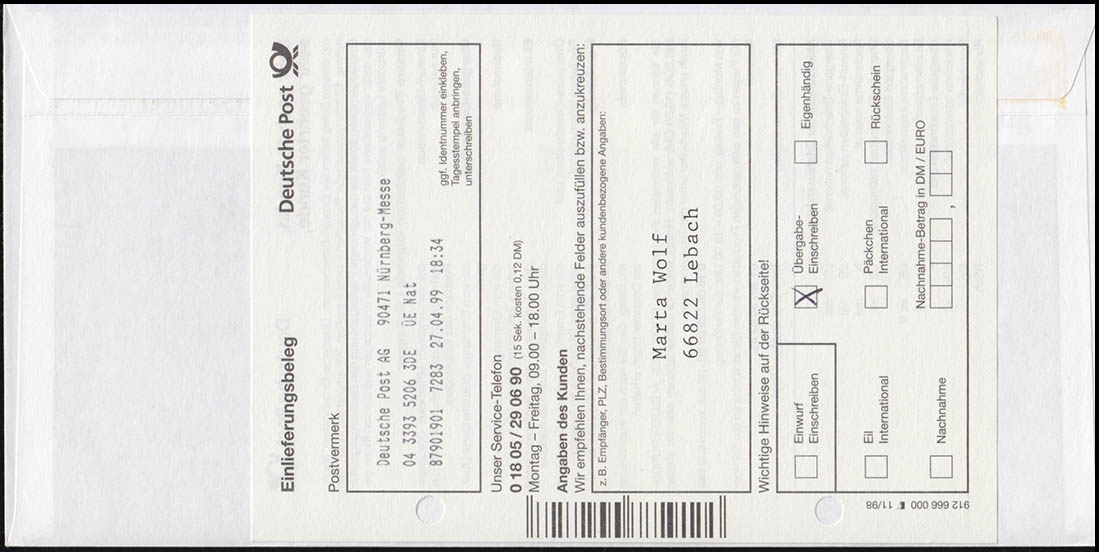 Einlieferungsbeleg
Deutsche Post
Postvermerk
Deutsche Post AG 90471 Nürnberg-Messe
04 3393 5206 3DE ÜE Nat
87901901 7283 27.04.99 18:34
ggf. Identnummer einkleben,
Tagesstempel anbringen,
unterschreiben
Unser Service-Telefon
0 18 05 / 29 06 90 (15 Sek. kosten 0,12 DM)
Montag – Freitag, 09.00 – 18.00 Uhr
Angaben des Kunden
Wir empfehlen Ihnen, nachstehende Felder auszufüllen bzw. anzukreuzen:
z. B. Empfänger, PLZ, Bestimmungsort oder andere kundenbezogene Angaben:
Marta Wolf
66822 Lebach
Wichtige Hinweise auf der Rückseite!
Einwurf
Einschreiben
X Übergabe-
Einschreiben
Eigenhändig
Eil
International
Päckchen
International
Rückschein
Nachnahme
Nachnahme-Betrag in DM / EURO
,
912 666 000 11/98